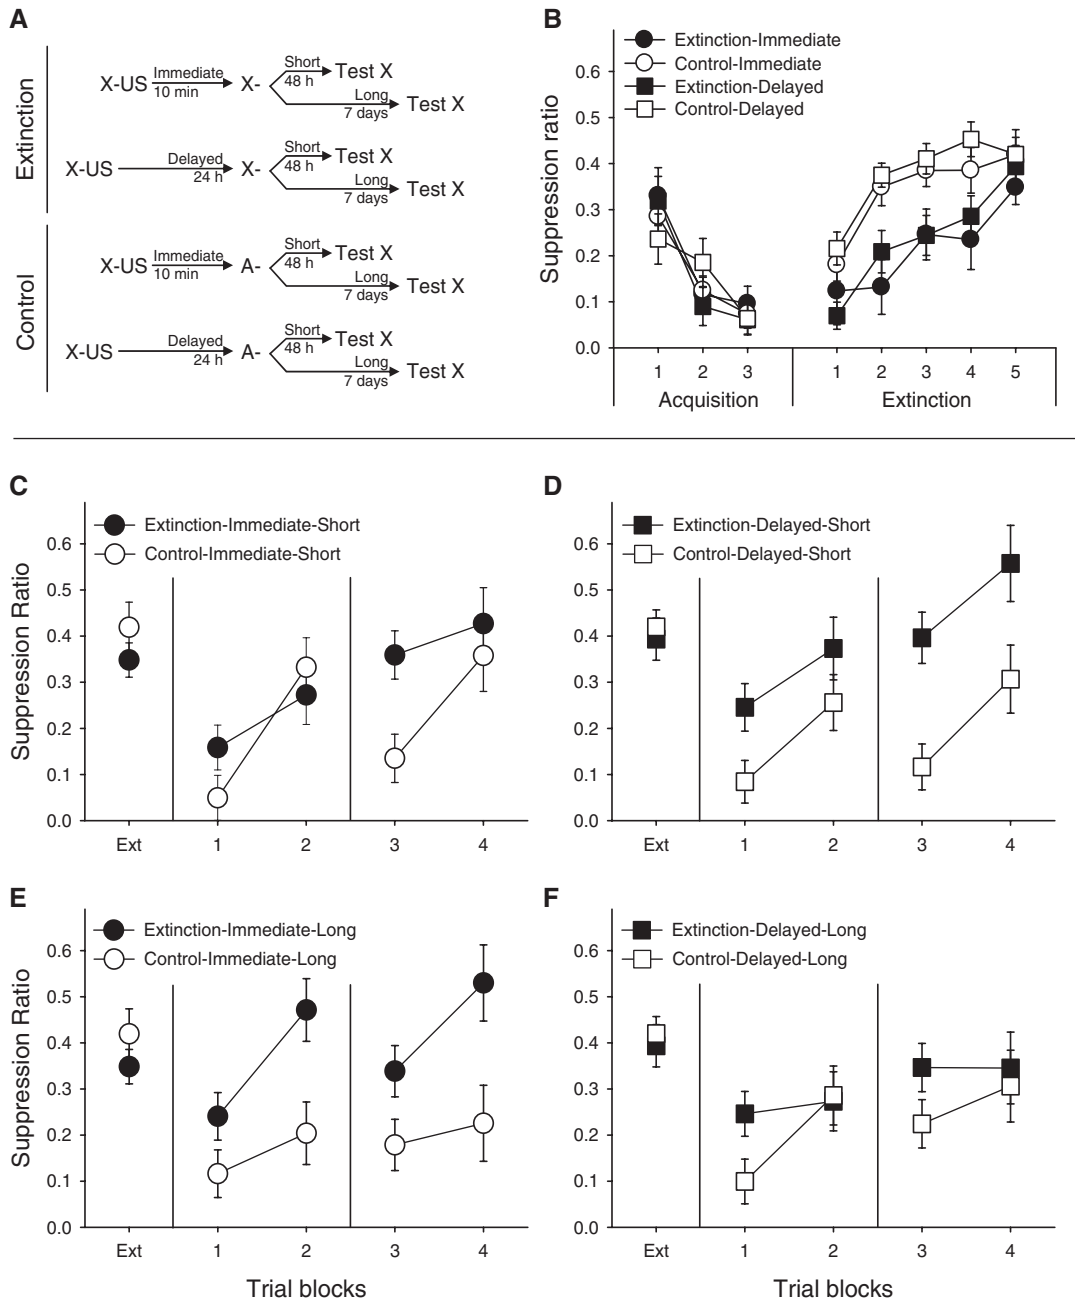 A
Extinction
X-US Immediate 10 min X- Short 48 h Test X
Long 7 days Test X
X-US Delayed 24 h X- Short 48 h Test X
Long 7 days Test X
Control
X-US Immediate 10 min A- Short 48 h Test X
Long 7 days Test X
X-US Delayed 24 h A- Short 48 h Test X
Long 7 days Test X
B
Extinction-Immediate
Control-Immediate
Extinction-Delayed
Control-Delayed
Suppression ratio
0.6
0.5
0.4
0.3
0.2
0.1
0.0
1 2 3 1 2 3 4 5
Acquisition Extinction
C
Extinction-Immediate-Short
Control-Immediate-Short
Suppression Ratio
0.6
0.5
0.4
0.3
0.2
0.1
0.0
Ext 1 2 3 4
D
Extinction-Delayed-Short
Control-Delayed-Short
0.6
0.5
0.4
0.3
0.2
0.1
0.0
Ext 1 2 3 4
E
Extinction-Immediate-Long
Control-Immediate-Long
Suppression Ratio
0.6
0.5
0.4
0.3
0.2
0.1
0.0
Ext 1 2 3 4
Trial blocks
F
Extinction-Delayed-Long
Control-Delayed-Long
0.6
0.5
0.4
0.3
0.2
0.1
0.0
Ext 1 2 3 4
Trial blocks